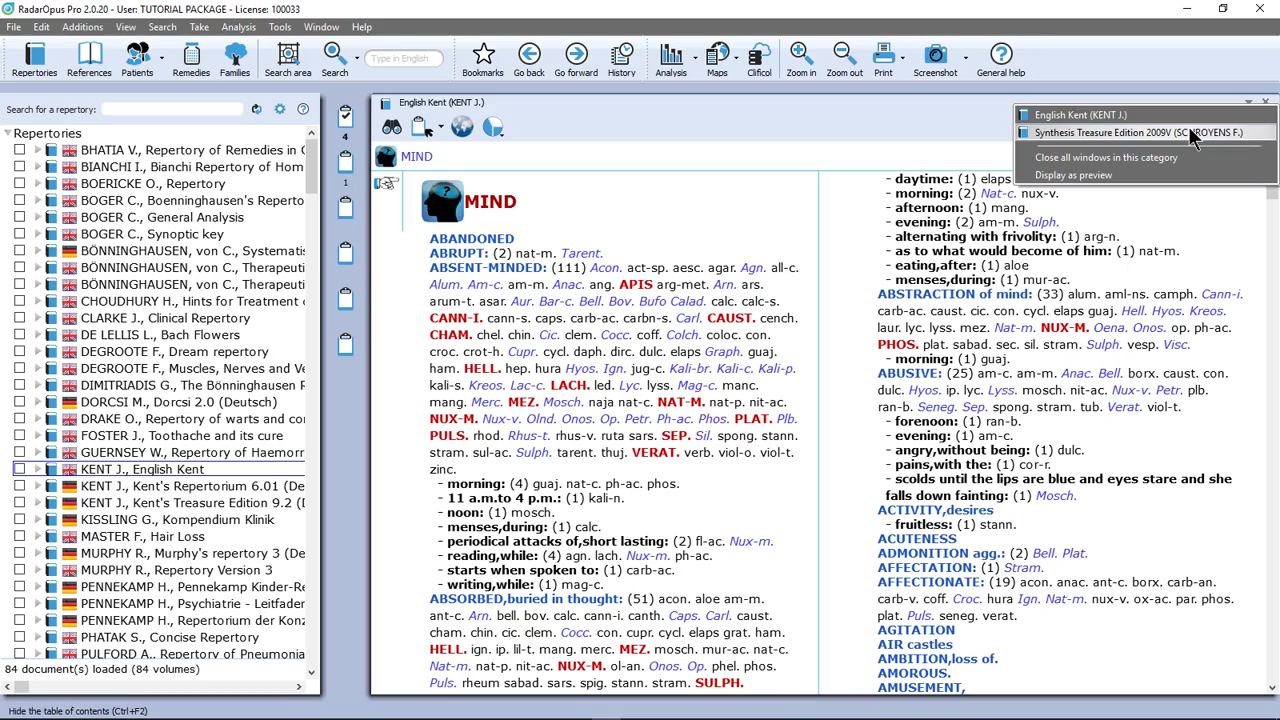 RadarOpus Pro 2.0.20 - User: TUTORIAL PACKAGE - License: 100033
File Edit Additions View Search Take Analysis Tools Window Help
Repertories References Patients Remedies Families Search area Search Type in English Bookmarks Go back Go forward History Analysis Maps Clificol Zoom in Zoom out Print Screenshot General help
Search for a repertory:
Repertories
BHATIA V., Repertory of Remedies in C
BIANCHI I., Bianchi Repertory of Hom
BOERICKE O., Repertory
BOGER C., Boenninghausen's Reperto
BOGER C., General Analysis
BOGER C., Synoptic key
BÖNNINGHAUSEN, von C., Systematis
BÖNNINGHAUSEN, von C., Therapeuti
BÖNNINGHAUSEN, von C., Therapeuti
CHOUDHURY H., Hints for Treatment o
CLARKE J., Clinical Repertory
DE LELLIS L., Bach Flowers
DEGROOTE F., Dream repertory
DEGROOTE F., Muscles, Nerves and Ve
DIMITRIADIS G., The Bönninghausen R
DORCSI M., Dorcsi 2.0 (Deutsch)
DRAKE O., Repertory of warts and cor
FOSTER J., Toothache and its cure
GUERNSEY W., Repertory of Haemorr
KENT J., English Kent
KENT J., Kent's Repertorium 6.01 (De
KENT J., Kent's Treasure Edition 9.2 (
KISSLING G., Kompendium Klinik
MASTER F., Hair Loss
MURPHY R., Murphy's repertory 3 (De
MURPHY R., Repertory Version 3
PENNEKAMP H., Pennekamp Kinder-Re
PENNEKAMP H., Psychiatrie - Leitfader
PENNEKAMP H., Repertorium der Konz
PHATAK S., Concise Repertory
PULFORD A., Repertory of Pneumonia
84 document(s) loaded (84 volumes)
Hide the table of contents (Ctrl+F2)
4
1
English Kent (KENT J.)
MIND
MIND
ABANDONED
ABRUPT: (2) nat-m. Tarent.
ABSENT-MINDED: (111) Acon. act-sp. aesc. agar. Agn. all-c.
Alum. Am-c. am-m. Anac. ang. APIS arg-met. Arn. ars.
arum-t. asar. Aur. Bar-c. Bell. Bov. Bufo Calad. calc. calc-s.
CANN-I. cann-s. caps. carb-ac. carbn-s. Carl. CAUST. cench.
CHAM. chel. chin. Cic. clem. Cocc. coff. Colch. coloc. con.
croc. crot-h. Cupr. cycl. daph. dirc. dulc. elaps Graph. guaj.
ham. HELL. hep. hura Hyos. Ign. jug-c. Kali-br. Kali-c. Kali-p.
kali-s. Kreos. Lac-c. LACH. led. Lyc. lyss. Mag-c. manc.
mang. Merc. MEZ. Mosch. naja nat-c. NAT-M. nat-p. nit-ac.
NUX-M. Nux-v. Olnd. Onos. Op. Petr. Ph-ac. Phos. PLAT. Plb.
PULS. rhod. Rhus-t. rhus-v. ruta sars. SEP. Sil. spong. stann.
stram. sul-ac. Sulph. tarent. thuj. VERAT. verb. viol-o. viol-t.
zinc.
- morning: (4) guaj. nat-c. ph-ac. phos.
- 11 a.m.to 4 p.m.: (1) kali-n.
- noon: (1) mosch.
- menses,during: (1) calc.
- periodical attacks of,short lasting: (2) fl-ac. Nux-m.
- reading,while: (4) agn. lach. Nux-m. ph-ac.
- starts when spoken to: (1) carb-ac.
- writing,while: (1) mag-c.
ABSORBED,buried in thought: (51) acon. aloe am-m.
ant-c. Arn. bell. bov. calc. cann-i. canth. Caps. Carl. caust.
cham. chin. cic. clem. Cocc. con. cupr. cycl. elaps grat. ham.
HELL. ign. ip. lil-t. mang. merc. MEZ. mosch. mur-ac. nat-c.
Nat-m. nat-p. nit-ac. NUX-M. ol-an. Onos. Op. phel. phos.
Puls. rheum sabad. sars. spig. stann. stram. SULPH.
- daytime: (1) elaps
- morning: (2) Nat-c. nux-v.
- afternoon: (1) mang.
- evening: (2) am-m. Sulph.
- alternating with frivolity: (1) arg-n.
- as to what would become of him: (1) nat-m.
- eating,after: (1) aloe
- menses,during: (1) mur-ac.
ABSTRACTION of mind: (33) alum. aml-ns. camph. Cann-i.
carb-ac. caust. cic. con. cycl. elaps guaj. Hell. Hyos. Kreos.
laur. lyc. lyss. mez. Nat-m. NUX-M. Oena. Onos. op. ph-ac.
PHOS. plat. sabad. sec. sil. stram. Sulph. vesp. Visc.
- morning: (1) guaj.
ABUSIVE: (25) am-c. am-m. Anac. Bell. borx. caust. con.
dulc. Hyos. ip. lyc. Lyss. mosch. nit-ac. Nux-v. Petr. plb.
ran-b. Seneg. Sep. spong. stram. tub. Verat. viol-t.
- forenoon: (1) ran-b.
- evening: (1) am-c.
- angry,without being: (1) dulc.
- pains,with the: (1) cor-r.
- scolds until the lips are blue and eyes stare and she
falls down fainting: (1) Mosch.
ACTIVITY,desires
- fruitless: (1) stann.
ACUTENESS
ADMONITION agg.: (2) Bell. Plat.
AFFECTATION: (1) Stram.
AFFECTIONATE: (19) acon. anac. ant-c. borx. carb-an.
carb-v. coff. Croc. hura Ign. Nat-m. nux-v. ox-ac. par. phos.
plat. Puls. seneg. verat.
AGITATION
AIR castles
AMBITION,loss of.
AMOROUS.
AMUSEMENT,
English Kent (KENT J.)
Synthesis Treasure Edition 2009V (SC ROYENS F.)
Close all windows in this category
Display as preview